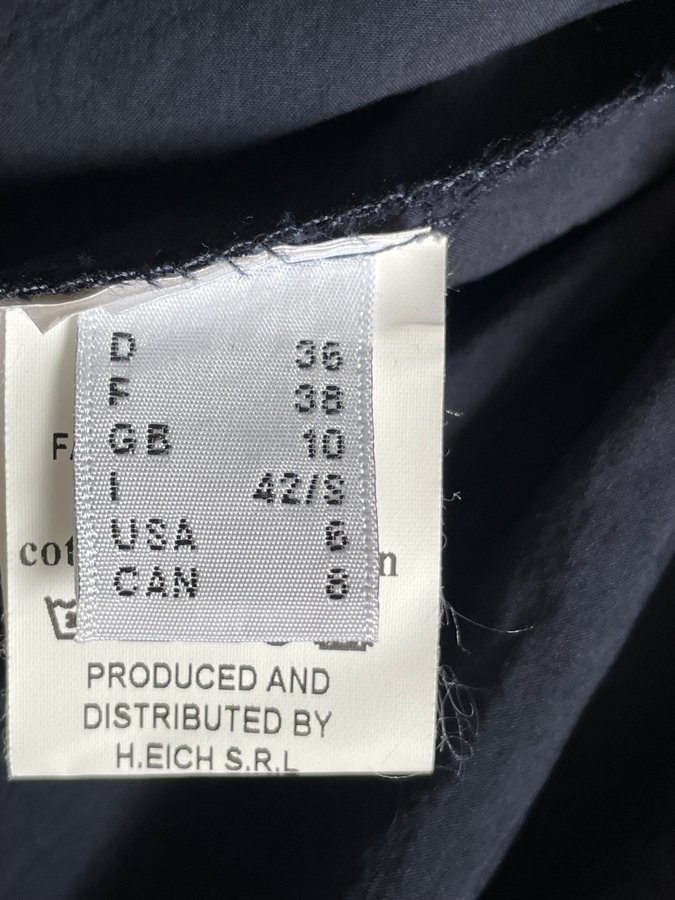 D 36
F 38
GB 10
I 42/S
USA 6
CAN 8
PRODUCED AND
DISTRIBUTED BY
H.EICH S.R.L